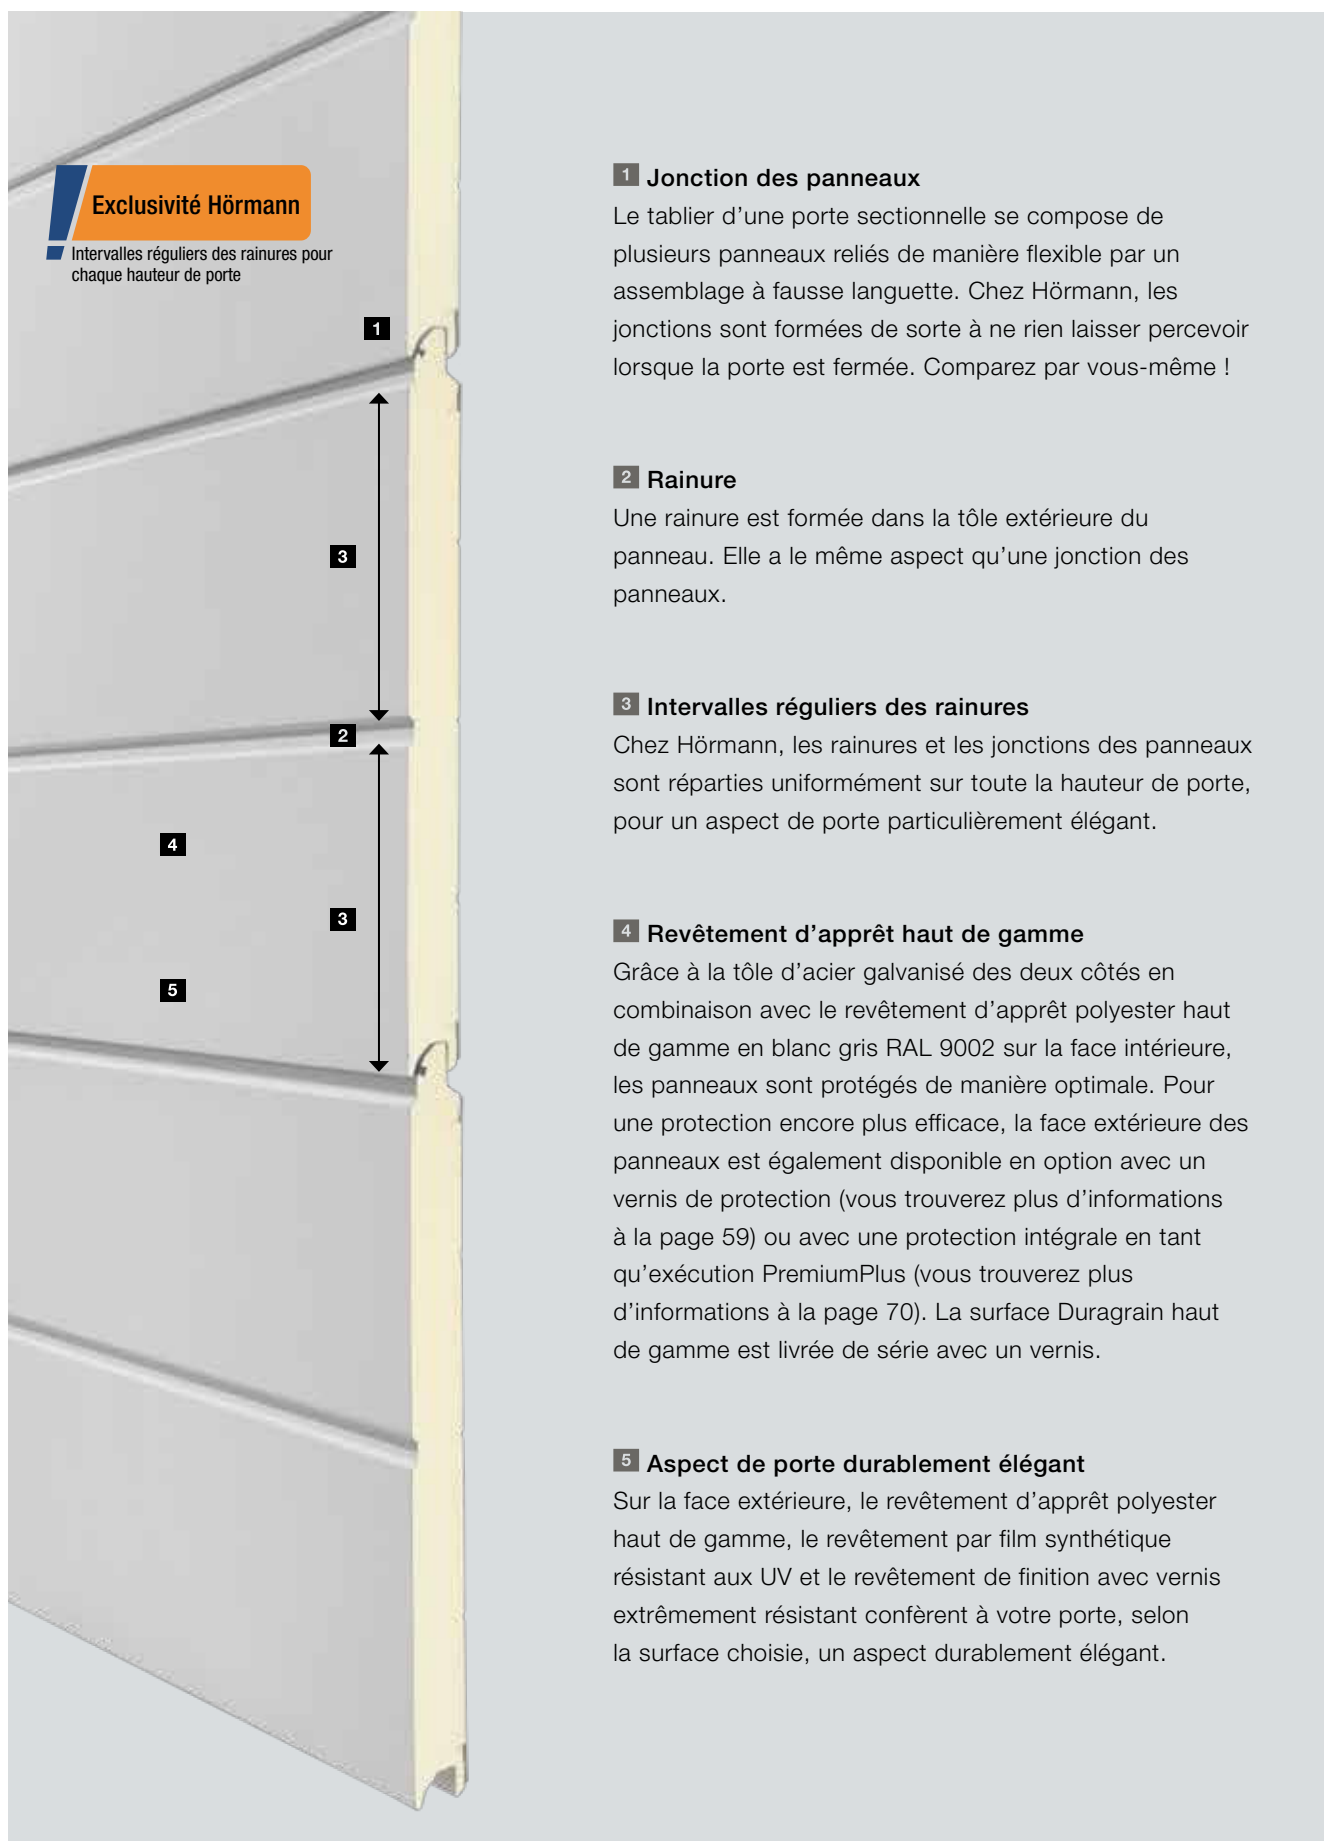 Exclusivité Hörmann
Intervalles réguliers des rainures pour
chaque hauteur de porte
1
3
2
4
3
5
1 Jonction des panneaux
Le tablier d’une porte sectionnelle se compose de
plusieurs panneaux reliés de manière flexible par un
assemblage à fausse languette. Chez Hörmann, les
jonctions sont formées de sorte à ne rien laisser percevoir
lorsque la porte est fermée. Comparez par vous-même !
2 Rainure
Une rainure est formée dans la tôle extérieure du
panneau. Elle a le même aspect qu’une jonction des
panneaux.
3 Intervalles réguliers des rainures
Chez Hörmann, les rainures et les jonctions des panneaux
sont réparties uniformément sur toute la hauteur de porte,
pour un aspect de porte particulièrement élégant.
4 Revêtement d’apprêt haut de gamme
Grâce à la tôle d’acier galvanisé des deux côtés en
combinaison avec le revêtement d’apprêt polyester haut
de gamme en blanc gris RAL 9002 sur la face intérieure,
les panneaux sont protégés de manière optimale. Pour
une protection encore plus efficace, la face extérieure des
panneaux est également disponible en option avec un
vernis de protection (vous trouverez plus d’informations
à la page 59) ou avec une protection intégrale en tant
qu’exécution PremiumPlus (vous trouverez plus
d’informations à la page 70). La surface Duragrain haut
de gamme est livrée de série avec un vernis.
5 Aspect de porte durablement élégant
Sur la face extérieure, le revêtement d’apprêt polyester
haut de gamme, le revêtement par film synthétique
résistant aux UV et le revêtement de finition avec vernis
extrêmement résistant confèrent à votre porte, selon
la surface choisie, un aspect durablement élégant.